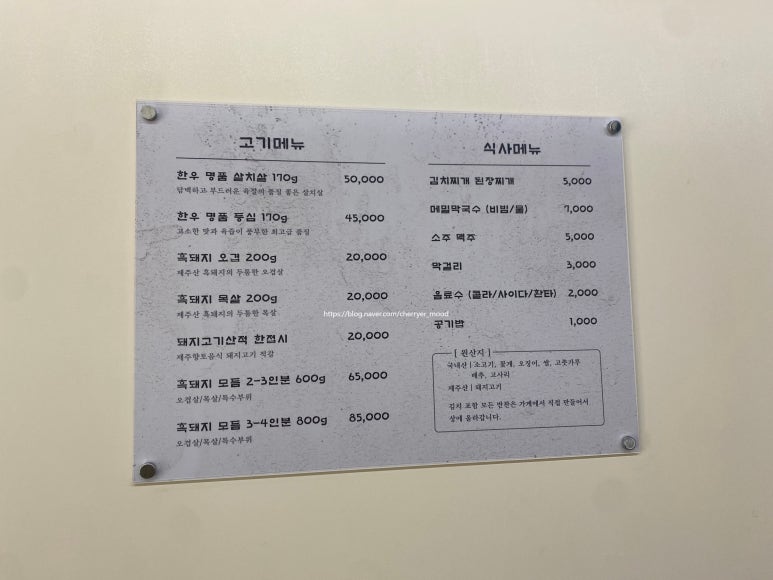 고기메뉴
한우 명품 살치살 170g 50,000
담백하고 부드러운 육질이 품질 좋은 살치살
한우 명품 등심 170g 45,000
고소한 맛과 육즙이 풍부한 최고급 품질
흑돼지 오겹 200g 20,000
제주산 흑돼지의 두툼한 오겹살
흑돼지 목살 200g 20,000
제주산 흑돼지의 두툼한 목살
돼지고기산적 한접시 20,000
제주향토음식 돼지고기 적갈
흑돼지 모듬 2-3인분 600g 65,000
오겹살/목살/특수부위
흑돼지 모듬 3-4인분 800g 85,000
오겹살/목살/특수부위
식사메뉴
김치찌개 된장찌개 5,000
메밀막국수 (비빔/물) 7,000
소주 맥주 5,000
막걸리 3,000
음료수 (콜라/사이다/환타) 2,000
공기밥 1,000
[ 원산지 ]
국내산 | 소고기, 꽃게, 오징어, 쌀, 고춧가루
배추, 고사리
제주산 | 돼지고기
김치 포함 모든 반찬은 가게에서 직접 만들어서
상에 올라갑니다.
https://blog.naver.com/cherryer_mood